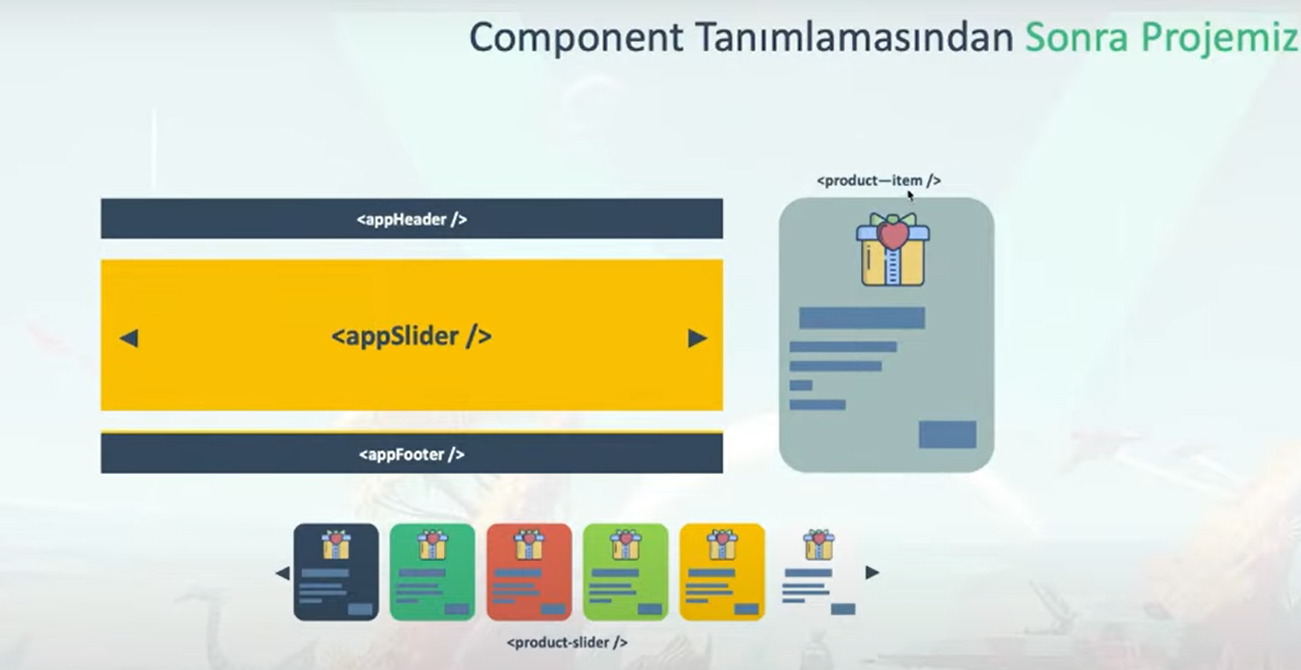 Component Tanımlamasından Sonra Projemiz
<product—item />
<appHeader />
<appSlider />
<appFooter />
<product-slider />